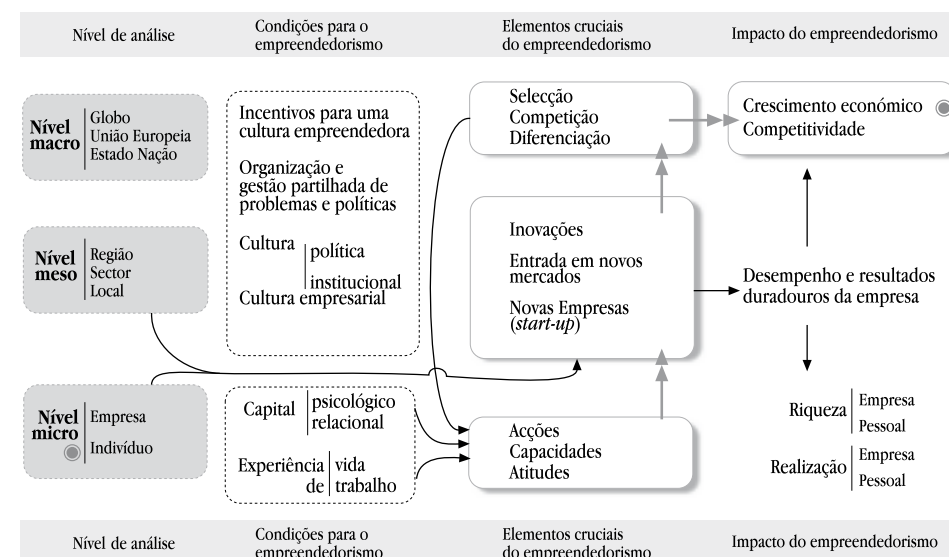 Nível de análise
Condições para o
empreendedorismo
Elementos cruciais
do empreendedorismo
Impacto do empreendedorismo
Nível
macro
Globo
União Europeia
Estado Nação
Nível
meso
Região
Sector
Local
Nível
micro
Empresa
Indivíduo
Incentivos para uma
cultura empreendedora
Organização e
gestão partilhada de
problemas e políticas
Cultura
política
institucional
Cultura empresarial
Capital
psicológico
relacional
Experiência
de
vida
trabalho
Selecção
Competição
Diferenciação
Inovações
Entrada em novos
mercados
Novas Empresas
(start-up)
Acções
Capacidades
Atitudes
Crescimento económico
Competitividade
Desempenho e resultados
duradouros da empresa
Riqueza
Empresa
Pessoal
Realização
Empresa
Pessoal
Nível de análise
Condições para o
empreendedorismo
Elementos cruciais
do empreendedorismo
Impacto do empreendedorismo